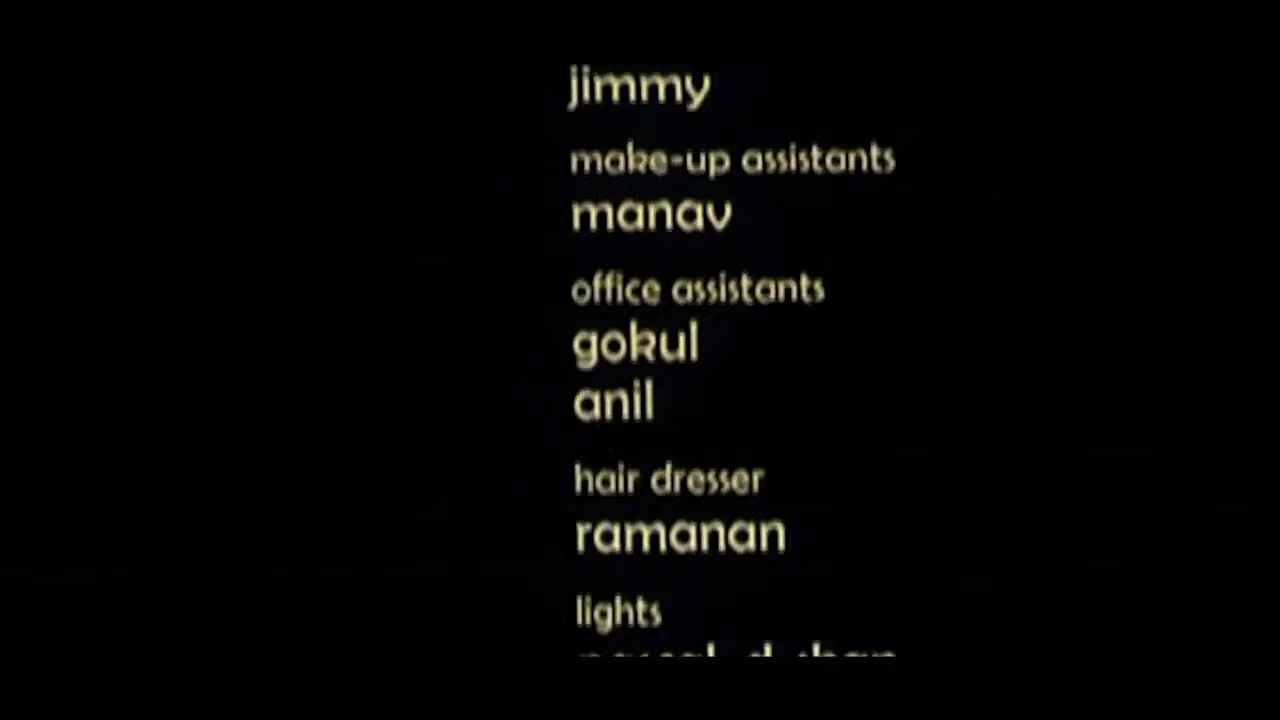 jimmy
make-up assistants
manav
office assistants
gokul
anil
hair dresser
ramanan
lights